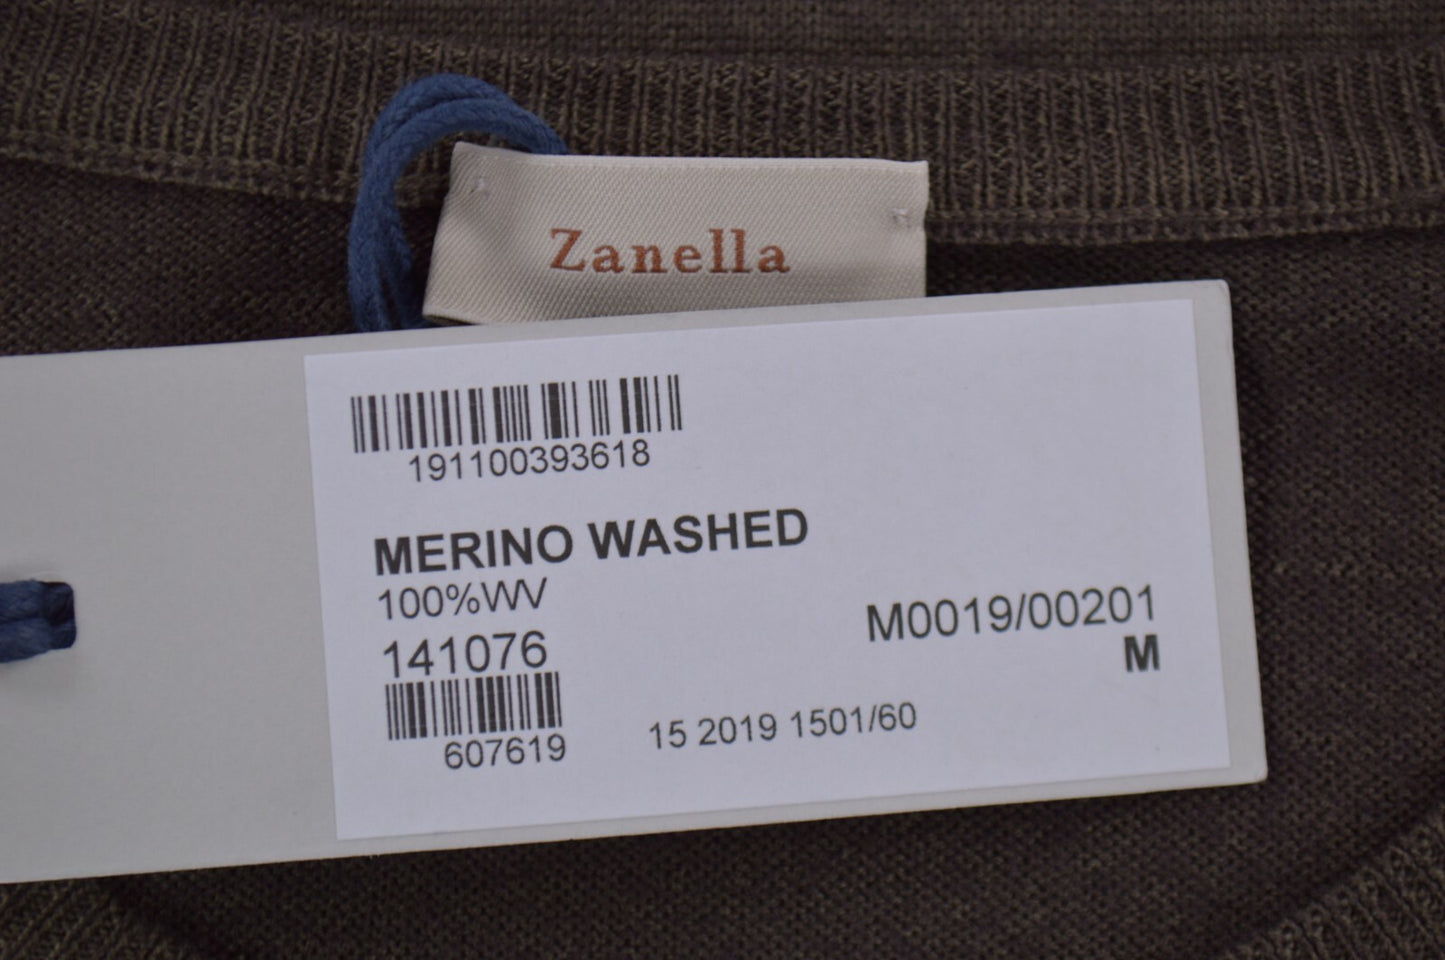 Zanella
191100393618
MERINO WASHED
100%WV
141076
M0019/00201
M
607619
15 2019 1501/60